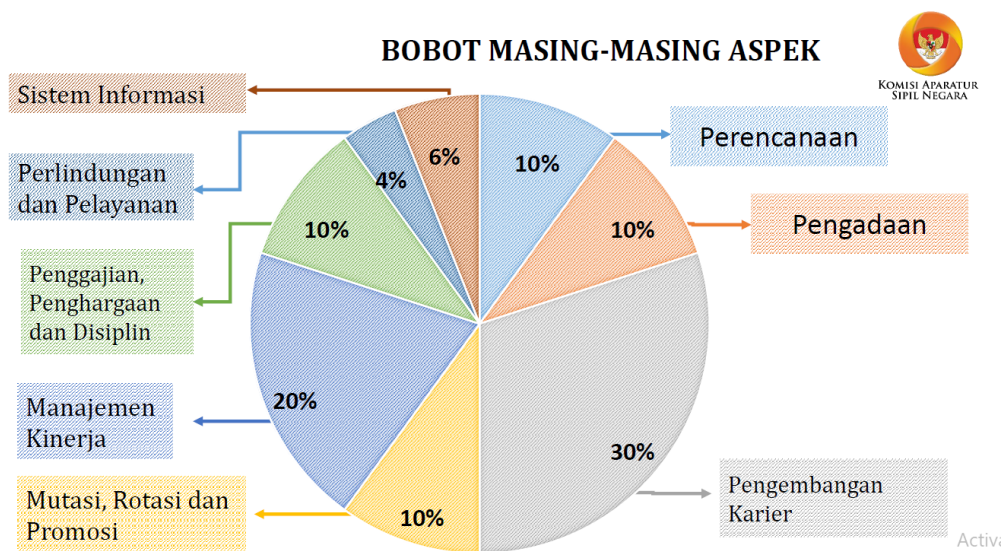 BOBOT MASING-MASING ASPEK
KOMISI APARATUR
SIPIL NEGARA
Sistem Informasi
Perlindungan
dan Pelayanan
Penggajian,
Penghargaan
dan Disiplin
Manajemen
Kinerja
Mutasi, Rotasi dan
Promosi
6%
4%
10%
20%
10%
10%
10%
30%
Perencanaan
Pengadaan
Pengembangan
Karier
Activa